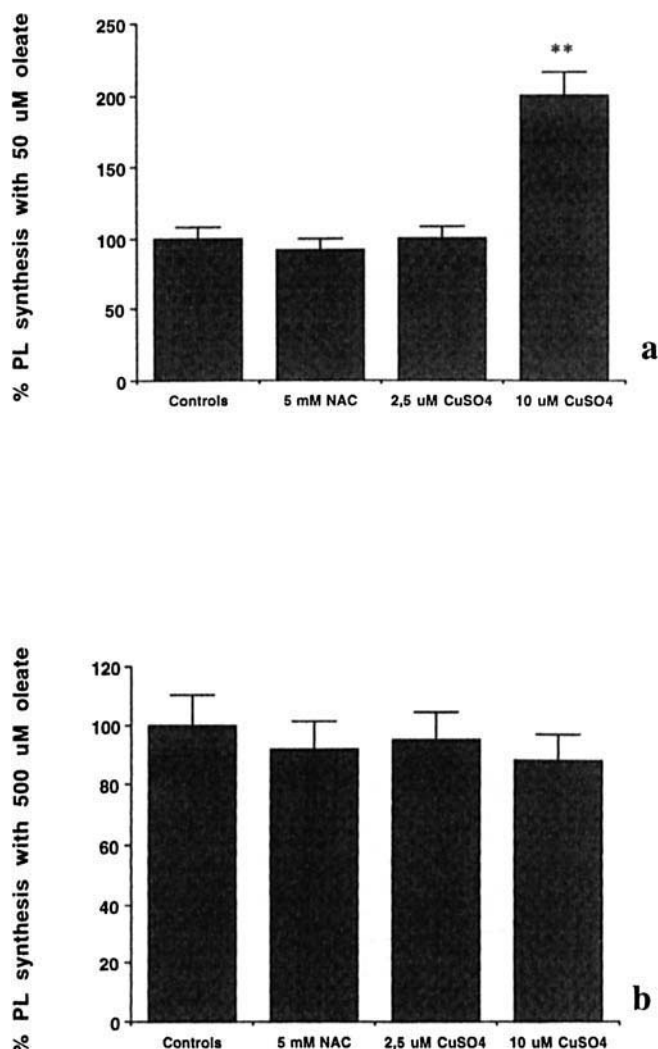 % PL synthesis with 50 uM oleate
250
200
150
100
50
0
**
Controls
5 mM NAC
2,5 uM CuSO4
10 uM CuSO4
a
% PL synthesis with 500 uM oleate
120
100
80
60
40
20
0
Controls
5 mM NAC
2,5 uM CuSO4
10 uM CuSO4
b